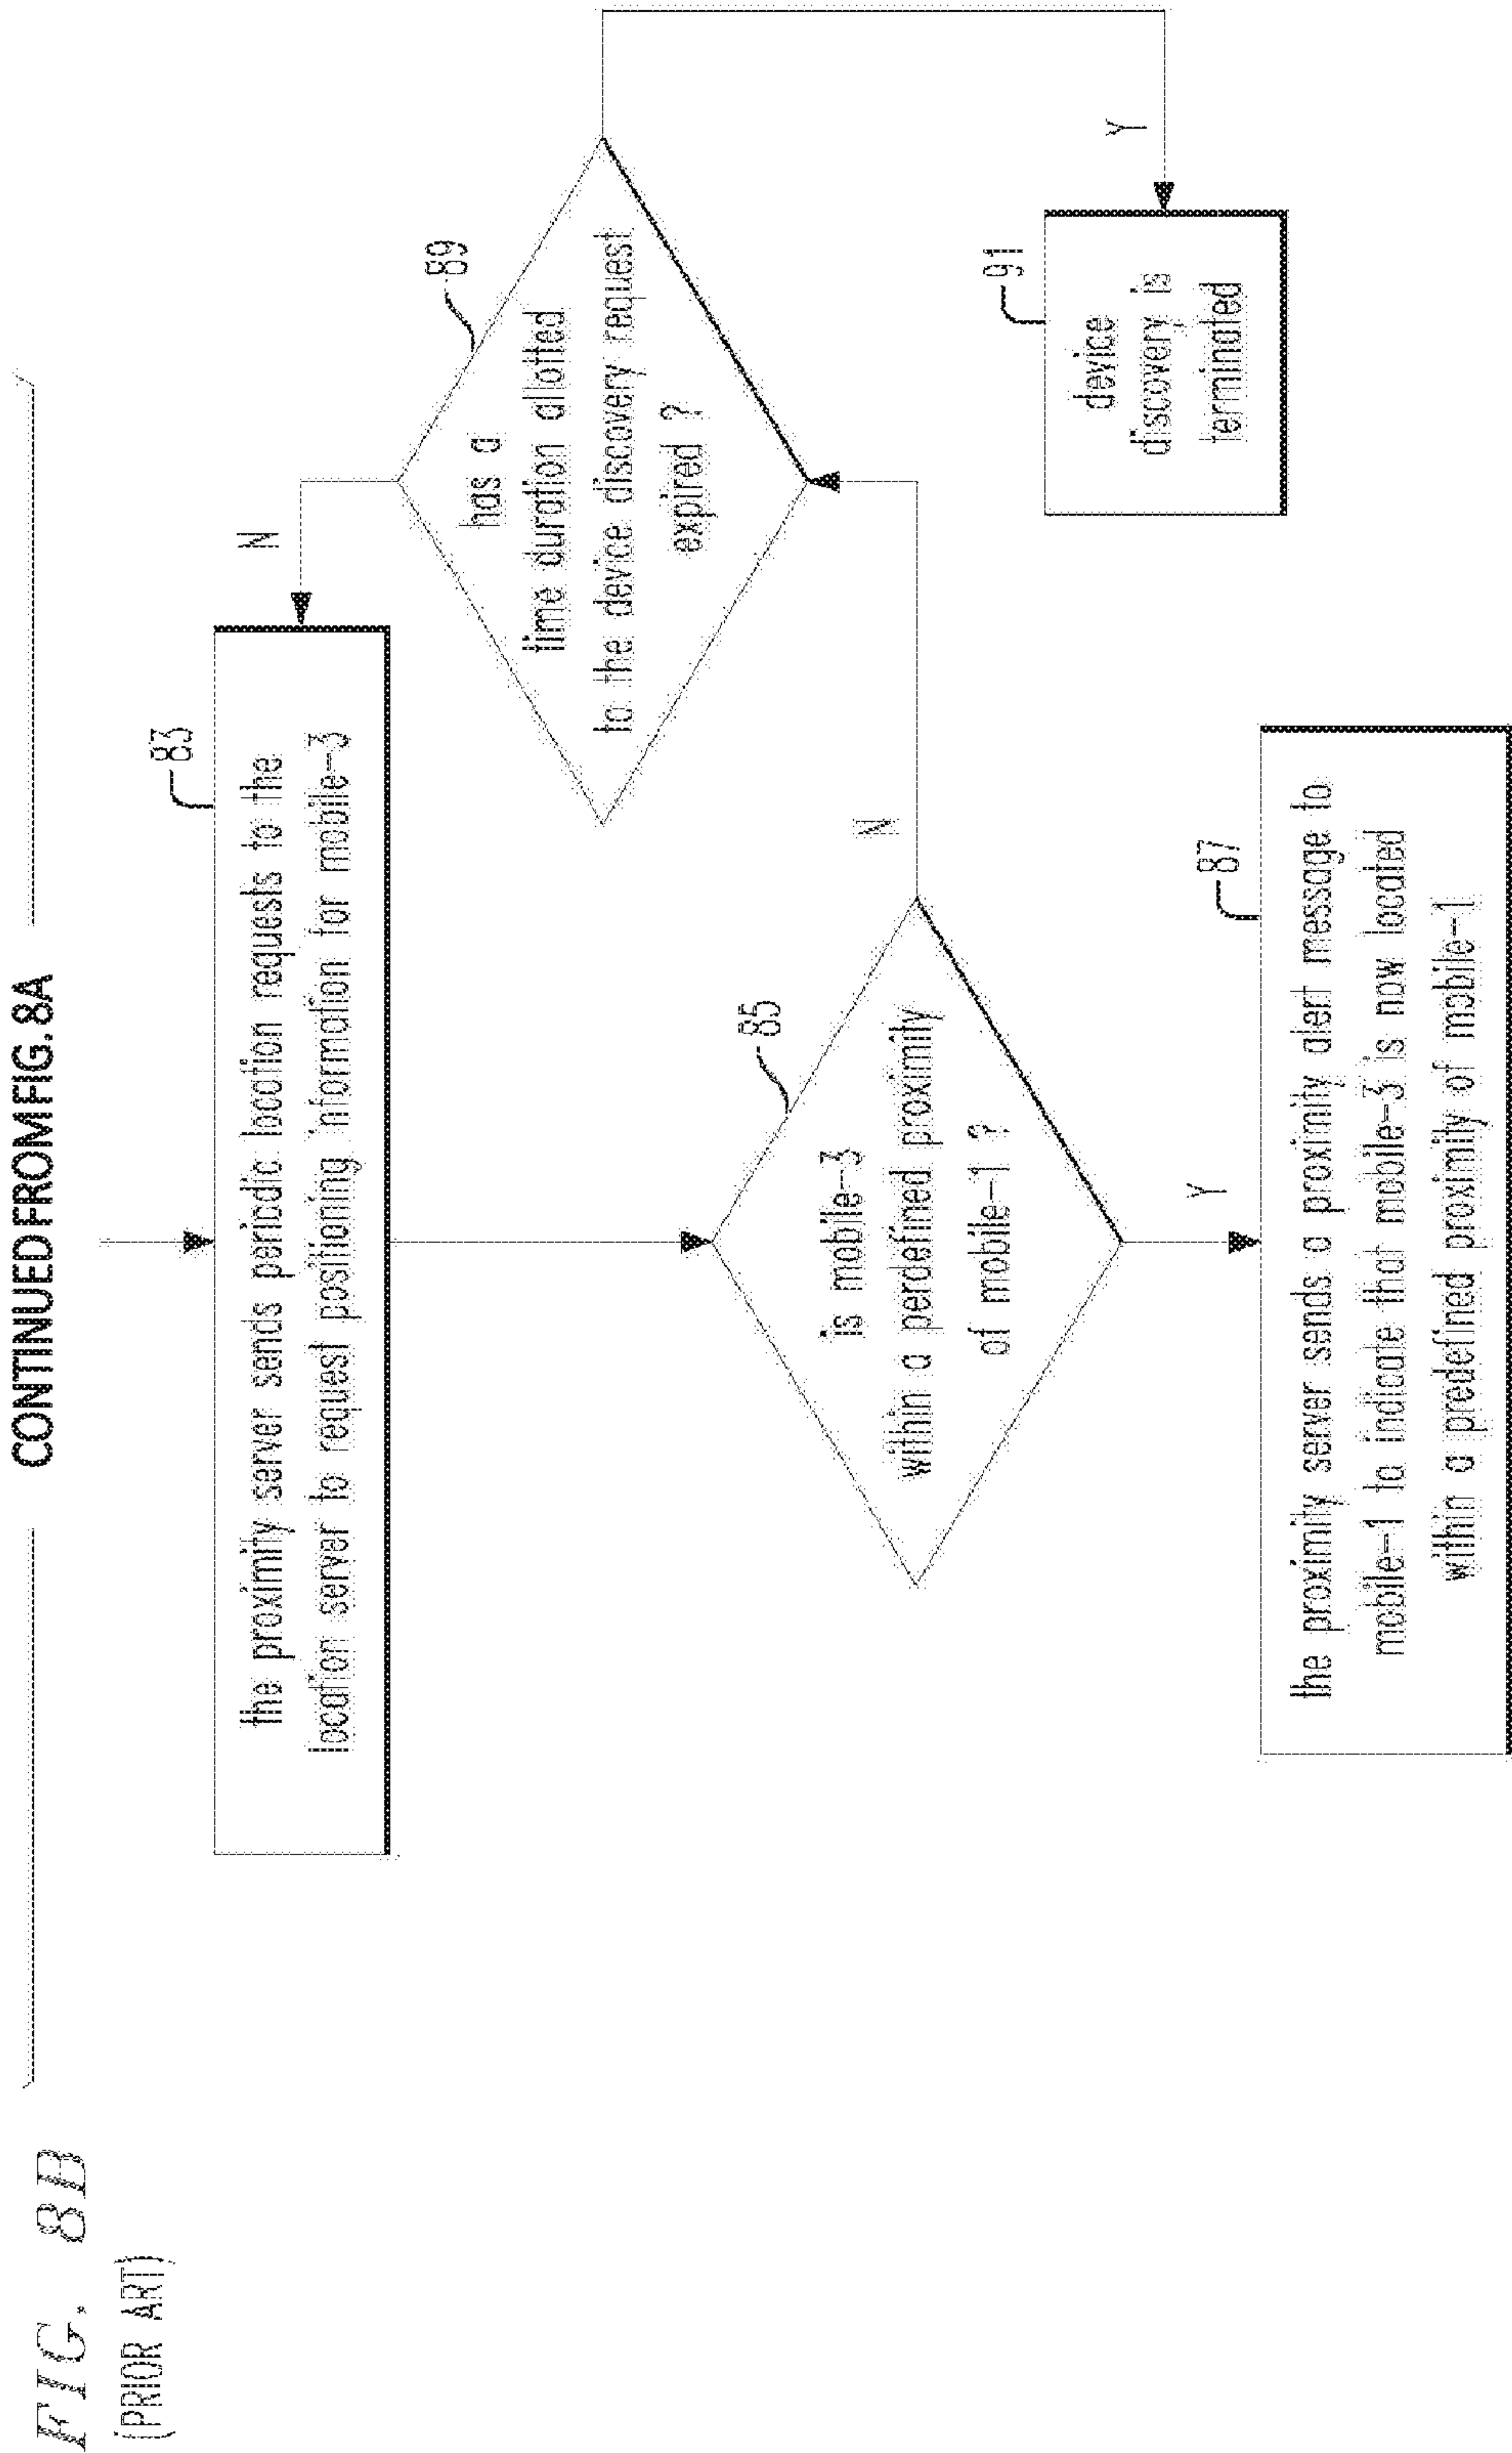 FIG. 8B
(PRIOR ART)
CONTINUED FROM FIG. 8A
83
the proximity server sends periodic location requests to the
location server to request positioning information for mobile-3
85
is mobile-3
within a perdefined proximity
of mobile-1 ?
N
Y
89
has a
time duration allotted
to the device discovery request
expired ?
N
Y
87
the proximity server sends a proximity alert message to
mobile-1 to indicate that mobile-3 is now located
within a predefined proximity of mobile-1
91
device
discovery is
terminated